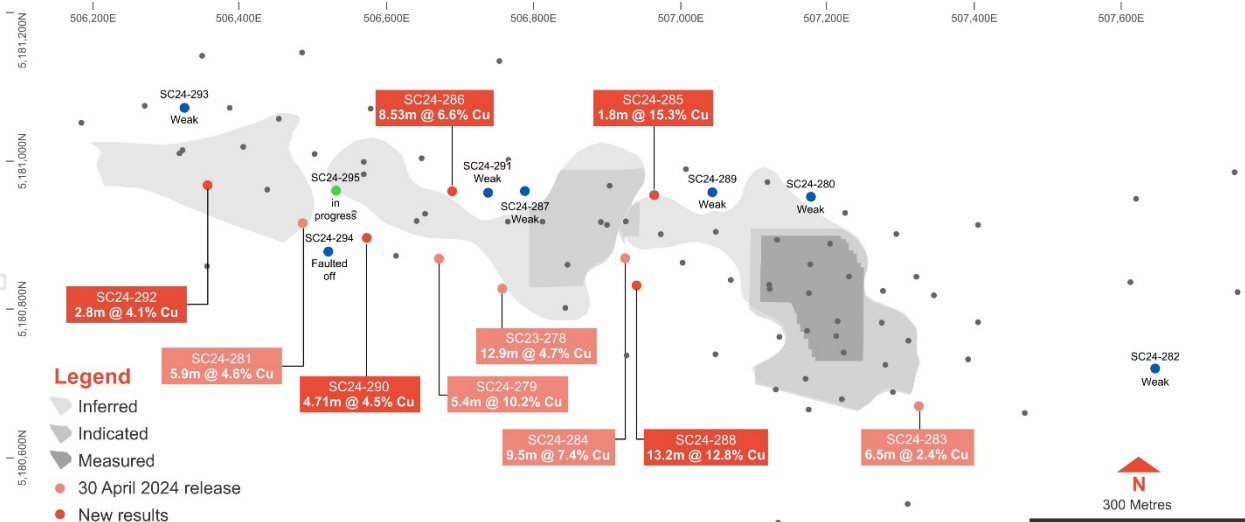 506,200E
506,400E
506,600E
506,800E
507,000E
507,200E
507,400E
507,600E
5,181,200N
5,181,000N
5,180,800N
5,180,600N
SC24-293
Weak
SC24-286
8.53m @ 6.6% Cu
SC24-285
1.8m @ 15.3% Cu
SC24-295
in
progress
SC24-291
Weak
SC24-287
Weak
SC24-289
Weak
SC24-280
Weak
SC24-294
Faulted
off
SC24-292
2.8m @ 4.1% Cu
SC24-281
5.9m @ 4.6% Cu
SC24-290
4.71m @ 4.5% Cu
SC23-278
12.9m @ 4.7% Cu
SC24-279
5.4m @ 10.2% Cu
SC24-284
9.5m @ 7.4% Cu
SC24-288
13.2m @ 12.8% Cu
SC24-283
6.5m @ 2.4% Cu
SC24-282
Weak
Legend
Inferred
Indicated
Measured
30 April 2024 release
New results
N
300 Metres